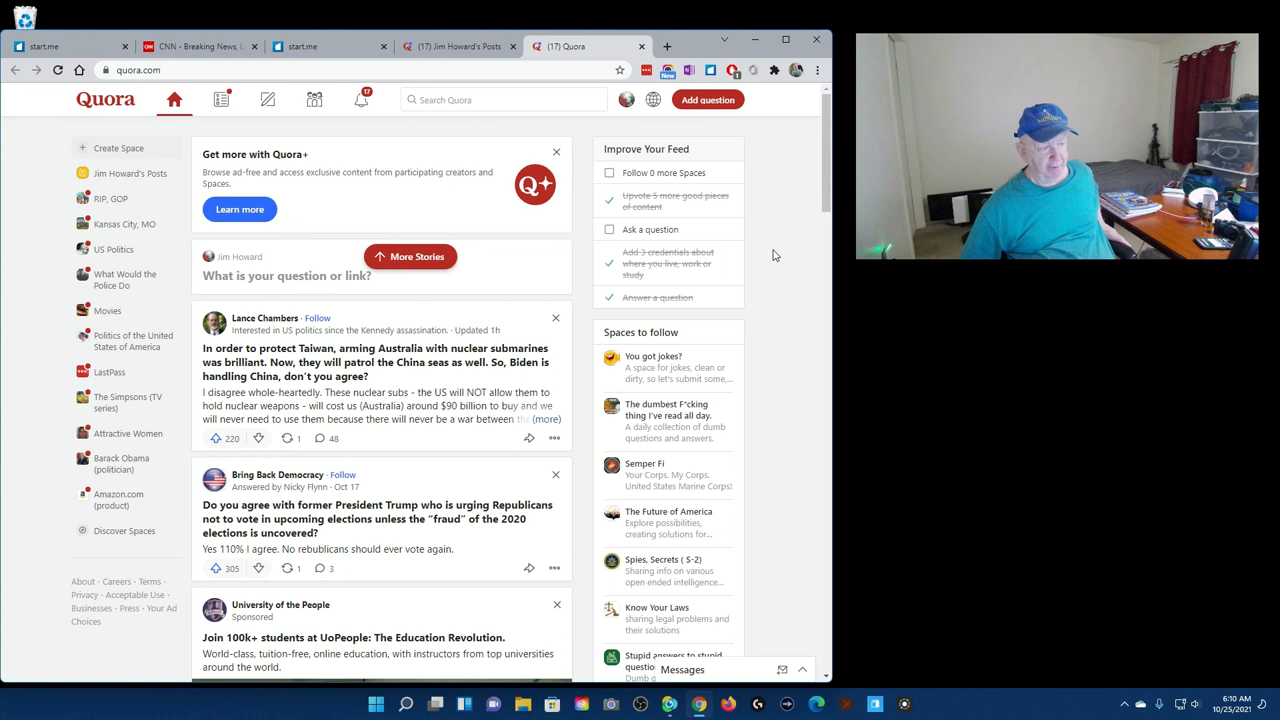 start.me
CNN - Breaking News, L
start.me
(17) Jim Howard's Posts
(17) Quora
quora.com
New
1
Quora
17
Search Quora
Add question
Create Space
Jim Howard's Posts
RIP, GOP
Kansas City, MO
US Politics
What Would the
Police Do
Movies
Politics of the United
States of America
LastPass
The Simpsons (TV
series)
Attractive Women
Barack Obama
(politician)
Amazon.com
(product)
Discover Spaces
About · Careers · Terms ·
Privacy · Acceptable Use ·
Businesses · Press · Your Ad
Choices
Get more with Quora+
Browse ad-free and access exclusive content from participating creators and
Spaces.
Learn more
Q+
Jim Howard
What is your question or link?
More Stories
Lance Chambers · Follow
Interested in US politics since the Kennedy assassination. · Updated 1h
In order to protect Taiwan, arming Australia with nuclear submarines
was brilliant. Now, they will patrol the China seas as well. So, Biden is
handling China, don't you agree?
I disagree whole-heartedly. These nuclear subs - the US will NOT allow them to
hold nuclear weapons - will cost us (Australia) around $90 billion to buy and we
will never need to use them because there will never be a war between the (more)
220
1
48
Bring Back Democracy · Follow
Answered by Nicky Flynn · Oct 17
Do you agree with former President Trump who is urging Republicans
not to vote in upcoming elections unless the "fraud" of the 2020
elections is uncovered?
Yes 110% I agree. No rebublicans should ever vote again.
305
1
3
University of the People
Sponsored
Join 100k+ students at UoPeople: The Education Revolution.
World-class, tuition-free, online education, with instructors from top universities
around the world.
Improve Your Feed
Follow 0 more Spaces
Upvote 5 more good pieces
of content
Ask a question
Add 3 credentials about
where you live, work or
study
Answer a question
Spaces to follow
You got jokes?
A space for jokes, clean or
dirty, so let's submit some,...
The dumbest F*cking
thing I've read all day.
A daily collection of dumb
questions and answers.
Semper Fi
Your Corps. My Corps.
United States Marine Corps!
The Future of America
Explore possibilities,
creating solutions for...
Spies, Secrets ( S-2)
Sharing info on various
open ended intelligence...
Know Your Laws
sharing legal problems and
their solutions
Stupid answers to stupid
Messages
6:10 AM
10/25/2021